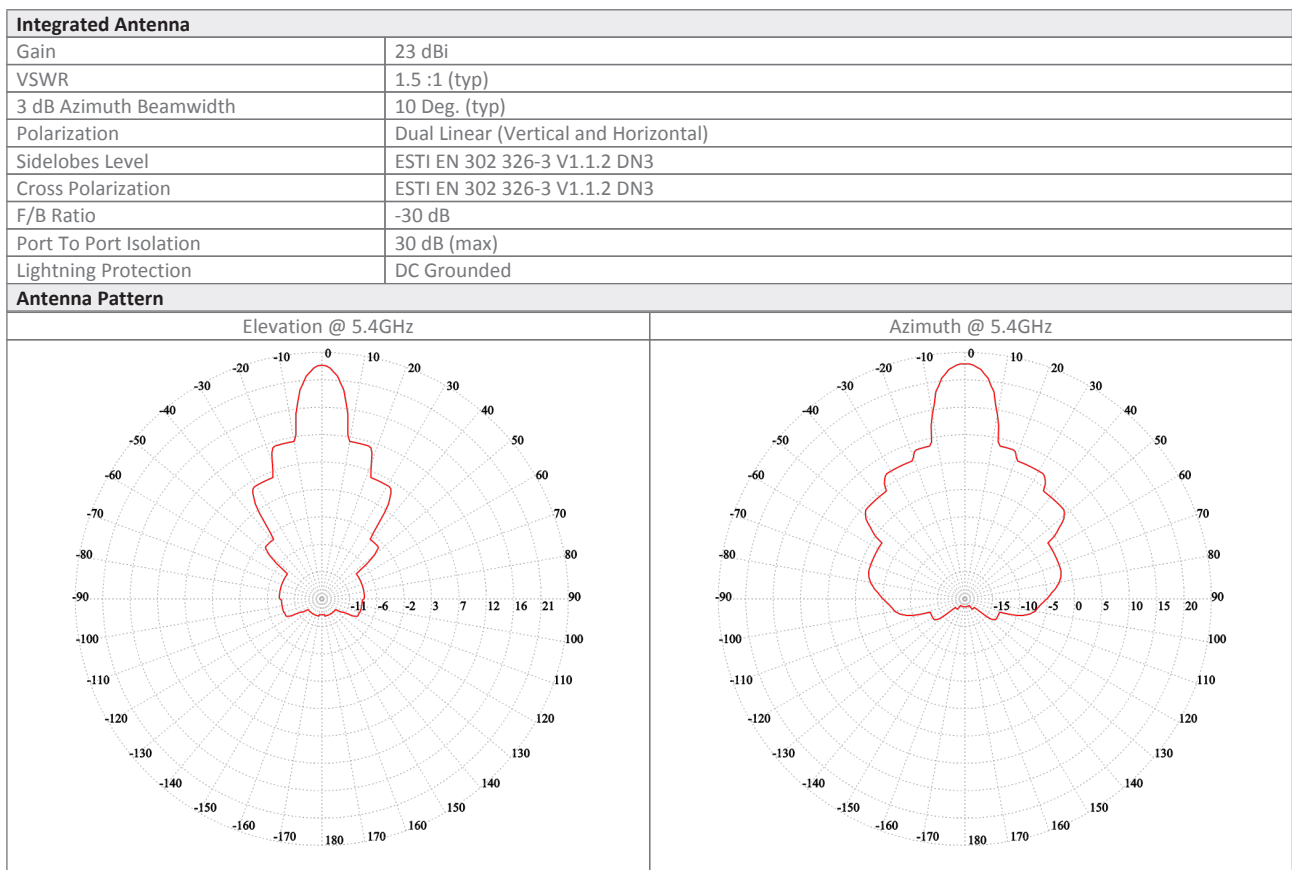 Integrated Antenna
Gain 23 dBi
VSWR 1.5 :1 (typ)
3 dB Azimuth Beamwidth 10 Deg. (typ)
Polarization Dual Linear (Vertical and Horizontal)
Sidelobes Level ESTI EN 302 326-3 V1.1.2 DN3
Cross Polarization ESTI EN 302 326-3 V1.1.2 DN3
F/B Ratio -30 dB
Port To Port Isolation 30 dB (max)
Lightning Protection DC Grounded
Antenna Pattern
Elevation @ 5.4GHz Azimuth @ 5.4GHz
-10 0 10
-20 20
-30 30
-40 40
-50 50
-60 60
-70 70
-80 80
-90 -11 -6 -2 3 7 12 16 21 90
-100 100
-110 110
-120 120
-130 130
-140 140
-150 150
-160 160
-170 180 170
-10 0 10
-20 20
-30 30
-40 40
-50 50
-60 60
-70 70
-80 80
-90 -15 -10 -5 0 5 10 15 20 90
-100 100
-110 110
-120 120
-130 130
-140 140
-150 150
-160 160
-170 180 170